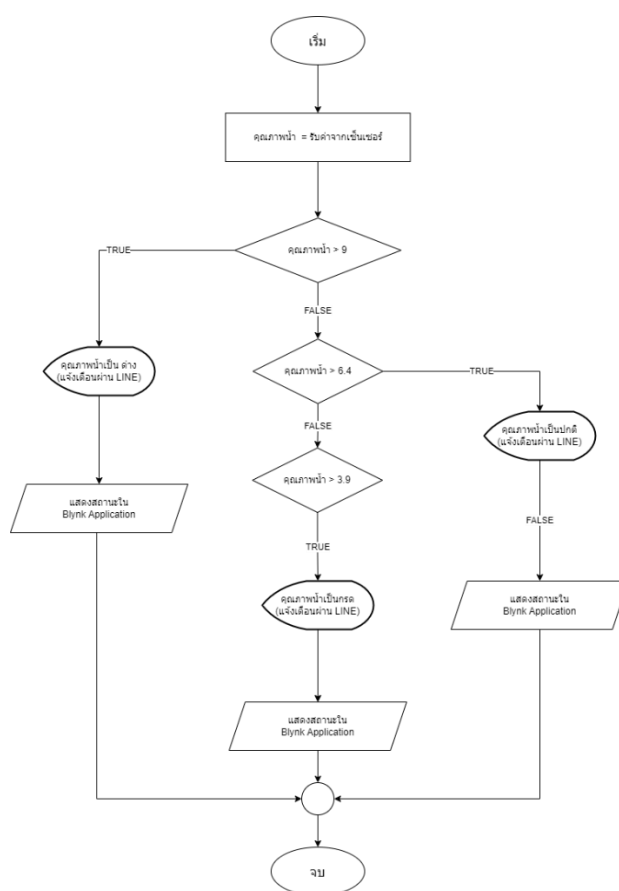 เริ่ม
คุณภาพน้ำ = รับค่าจากเซ็นเซอร์
คุณภาพน้ำ > 9
TRUE
FALSE
คุณภาพน้ำเป็น ด่าง
(แจ้งเตือนผ่าน LINE)
คุณภาพน้ำ > 6.4
TRUE
FALSE
คุณภาพน้ำเป็นปกติ
(แจ้งเตือนผ่าน LINE)
คุณภาพน้ำ > 3.9
แสดงสถานะใน
Blynk Application
FALSE
TRUE
คุณภาพน้ำเป็นกรด
(แจ้งเตือนผ่าน LINE)
แสดงสถานะใน
Blynk Application
แสดงสถานะใน
Blynk Application
จบ